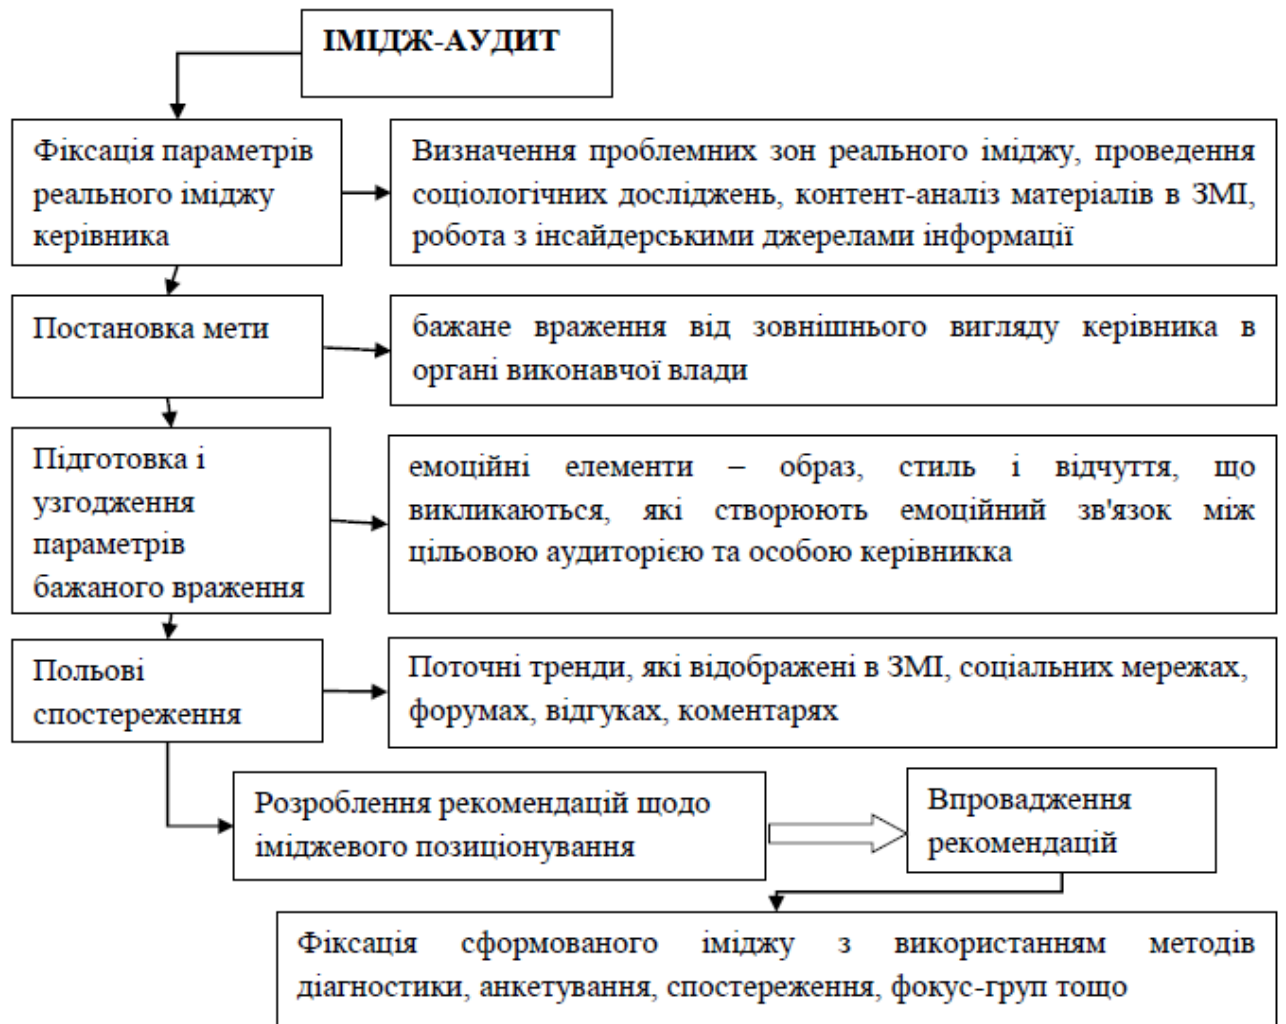 ІМІДЖ-АУДИТ
Фіксація параметрів
реального іміджу
керівника
Визначення проблемних зон реального іміджу, проведення
соціологічних досліджень, контент-аналіз матеріалів в ЗМІ,
робота з інсайдерськими джерелами інформації
Постановка мети
бажане враження від зовнішнього вигляду керівника в
органі виконавчої влади
Підготовка і
узгодження
параметрів
бажаного враження
емоційні елементи – образ, стиль і відчуття, що
викликаються, які створюють емоційний зв'язок між
цільовою аудиторією та особою керівникка
Польові
спостереження
Поточні тренди, які відображені в ЗМІ, соціальних мережах,
форумах, відгуках, коментарях
Розроблення рекомендацій щодо
іміджевого позиціонування
Впровадження
рекомендацій
Фіксація сформованого іміджу з використанням методів
діагностики, анкетування, спостереження, фокус-груп тощо